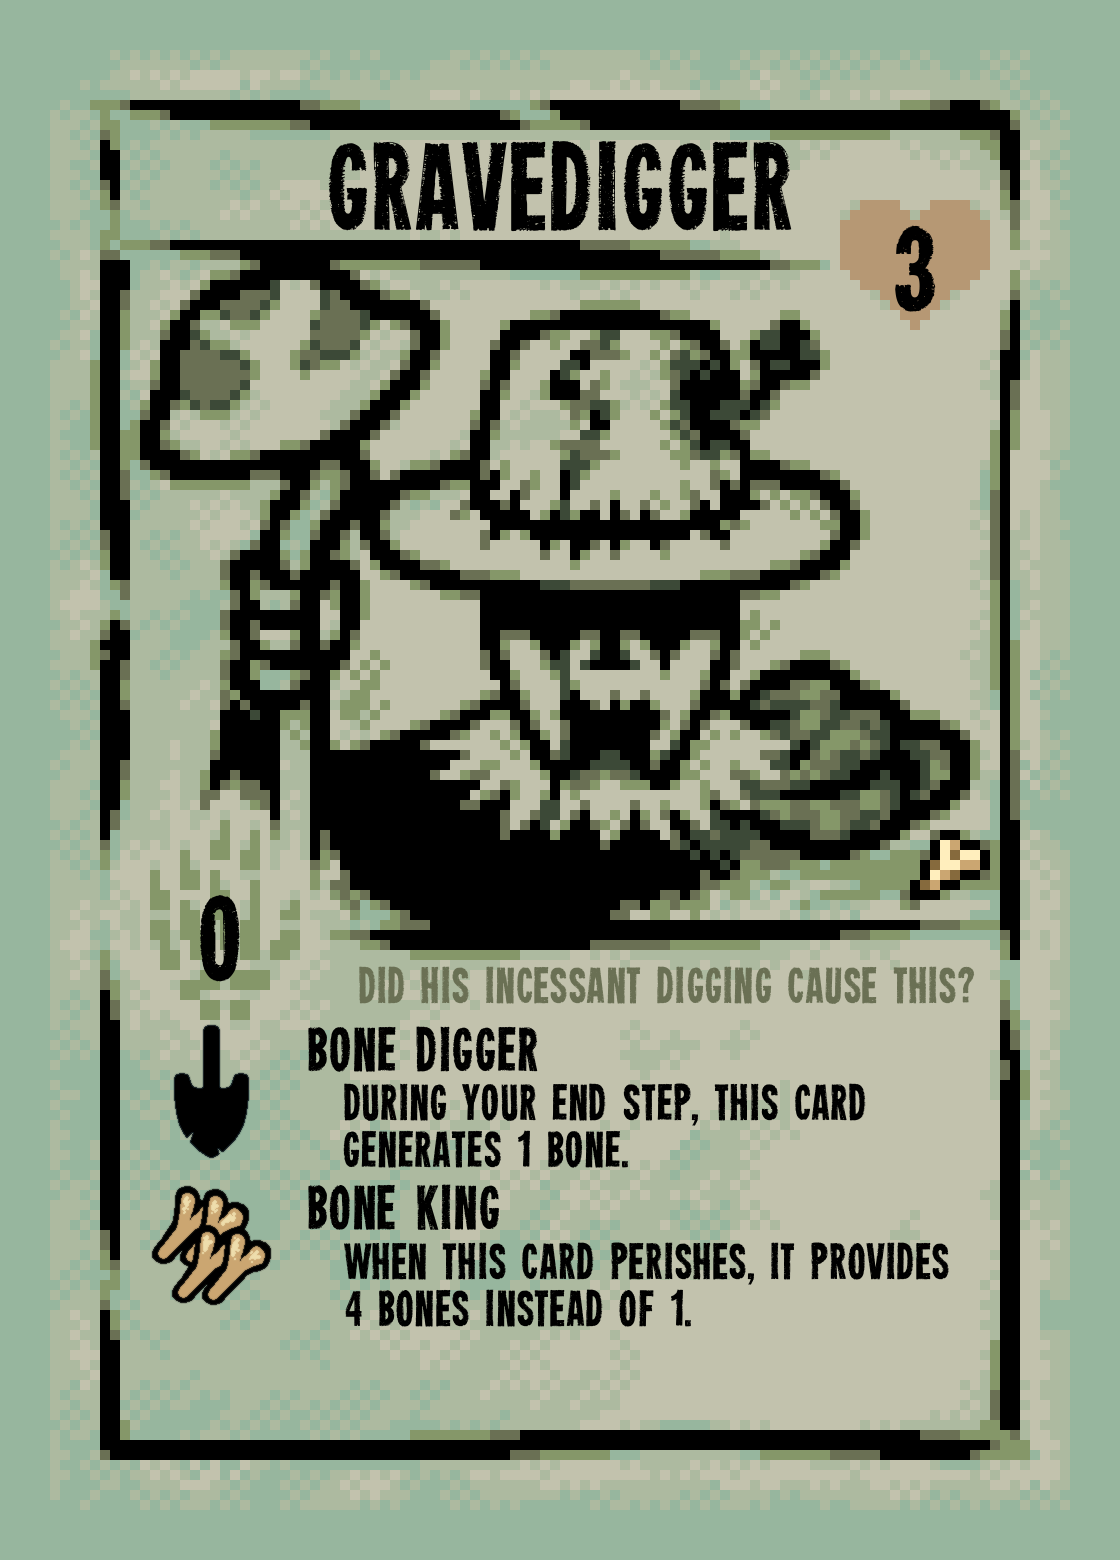 GRAVEDIGGER
3
0
DID HIS INCESSANT DIGGING CAUSE THIS?
BONE DIGGER
DURING YOUR END STEP, THIS CARD
GENERATES 1 BONE.
BONE KING
WHEN THIS CARD PERISHES, IT PROVIDES
4 BONES INSTEAD OF 1.